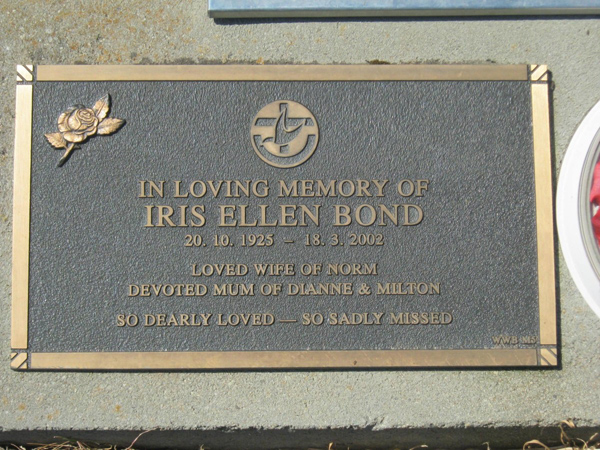 IN LOVING MEMORY OF
IRIS ELLEN BOND
20. 10. 1925 – 18. 3. 2002
LOVED WIFE OF NORM
DEVOTED MUM OF DIANNE & MILTON
SO DEARLY LOVED — SO SADLY MISSED
W.W.B